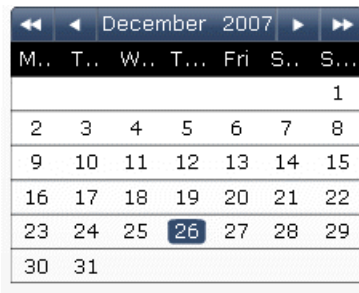 December 2007
M.. T.. W.. T... Fri S.. S...
1
2 3 4 5 6 7 8
9 10 11 12 13 14 15
16 17 18 19 20 21 22
23 24 25 26 27 28 29
30 31